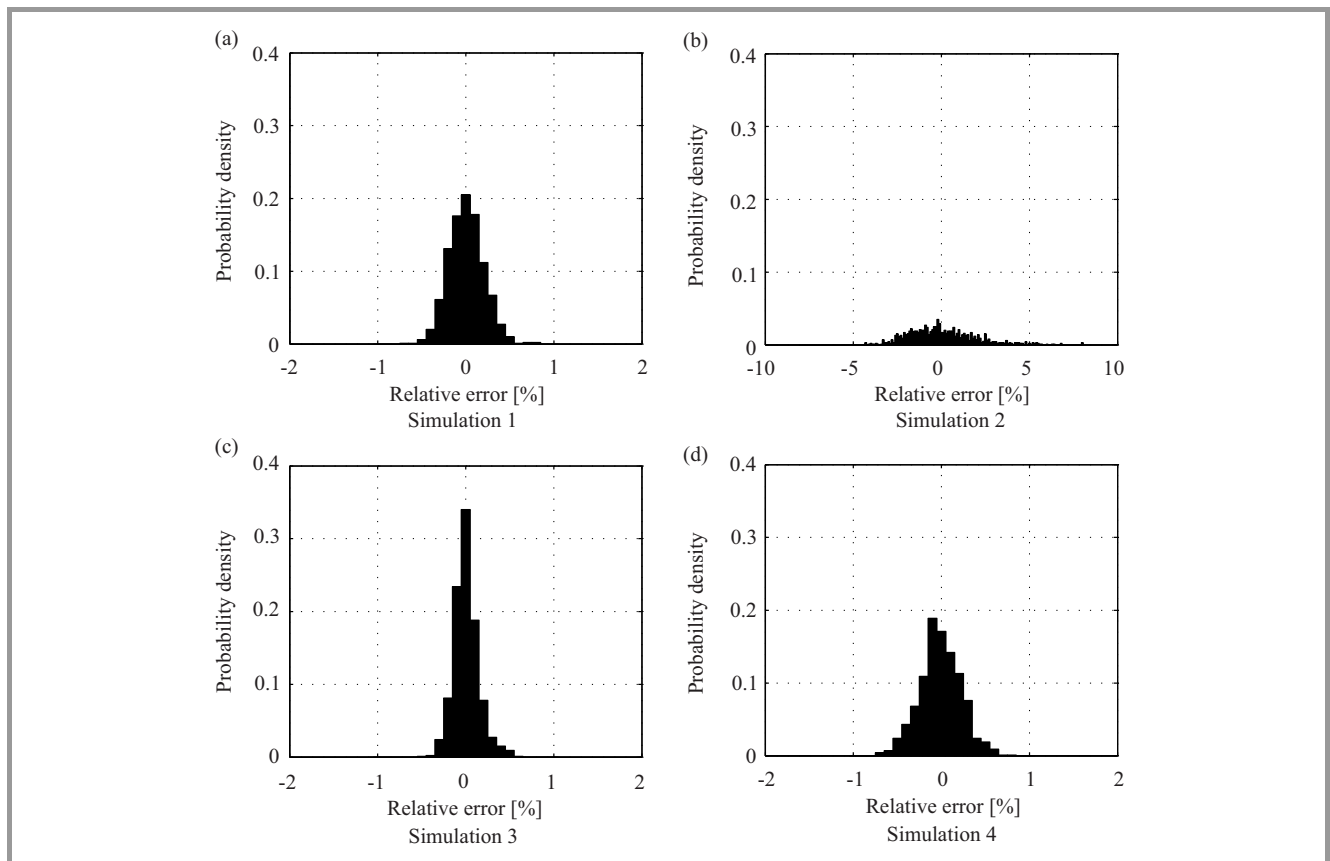 (a)
0.4
0.3
0.2
0.1
0
Probability density
-2 -1 0 1 2
Relative error [%]
Simulation 1
(b)
0.4
0.3
0.2
0.1
0
Probability density
-10 -5 0 5 10
Relative error [%]
Simulation 2
(c)
0.4
0.3
0.2
0.1
0
Probability density
-2 -1 0 1 2
Relative error [%]
Simulation 3
(d)
0.4
0.3
0.2
0.1
0
Probability density
-2 -1 0 1 2
Relative error [%]
Simulation 4